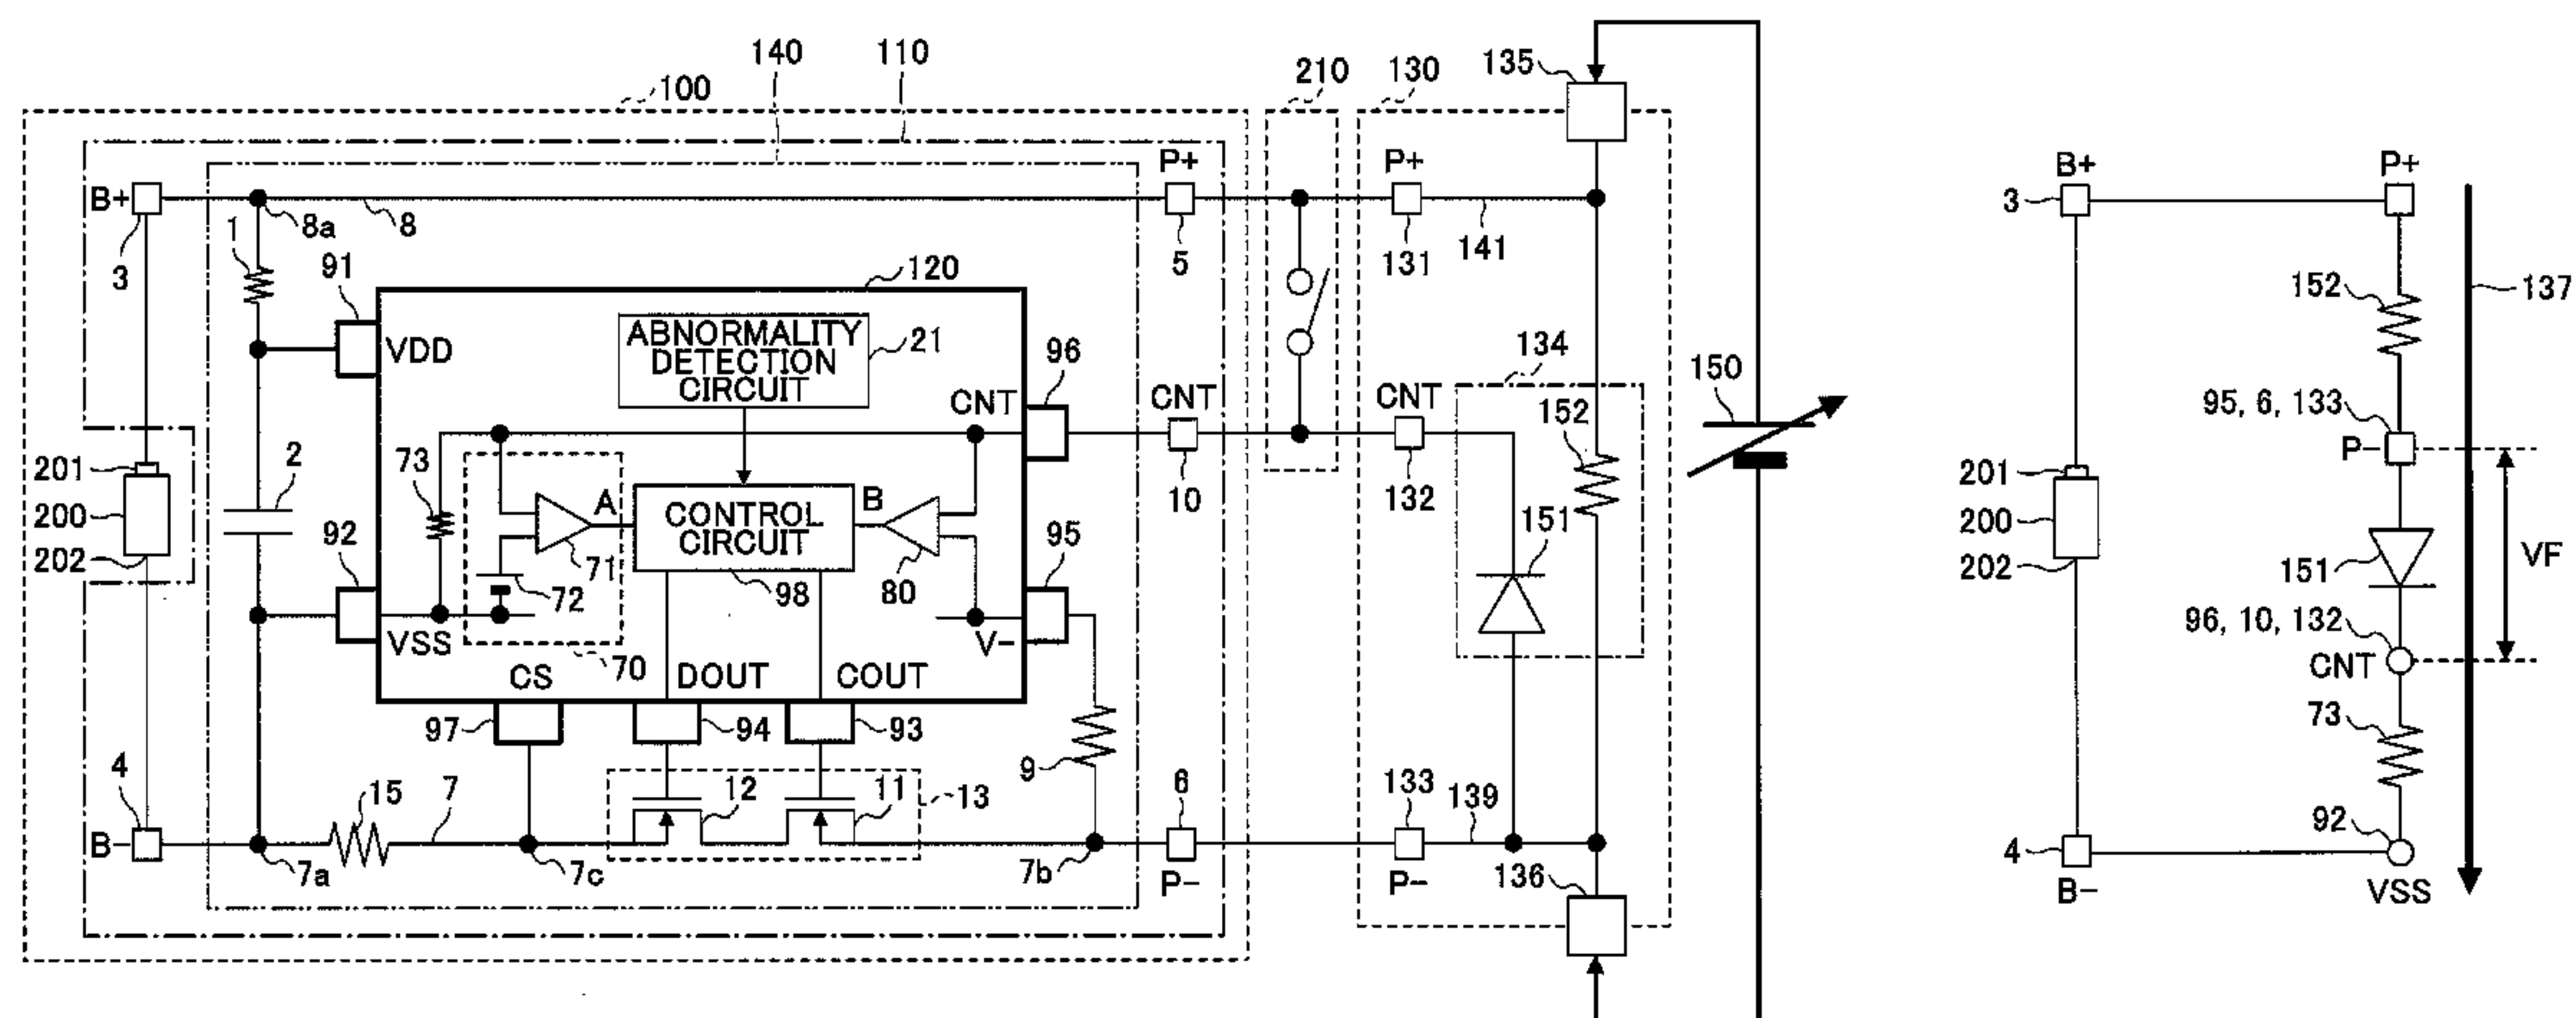 140
110
100
210
130
135
B+
3
8a
8
1
91
VDD
120
ABNORMALITY
DETECTION
CIRCUIT
21
P+
5
P+
131
141
96
CNT
CNT
10
CNT
132
134
152
151
150
201
200
202
2
92
VSS
73
A
71
72
70
CONTROL
CIRCUIT
98
B
80
95
V-
CS
DOUT
COUT
97
94
93
9
4
B-
7a
15
7
7c
12
11
13
7b
6
P-
133
P-
139
136
B+
3
P+
152
137
95, 6, 133
P-
201
200
202
151
VF
96, 10, 132
CNT
73
92
4
B-
VSS